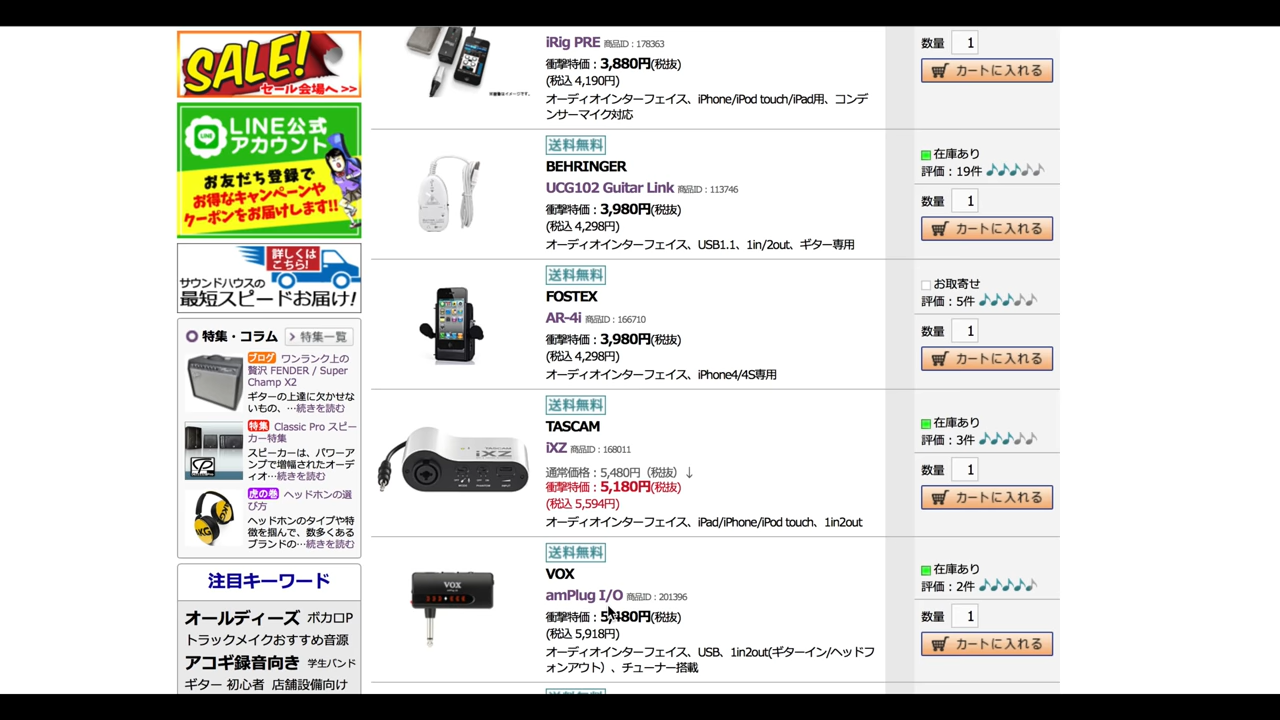 SALE!
セール会場へ >>
LINE
LINE公式
アカウント
お友だち登録で
お得なキャンペーンや
クーポンをお届けします!!
詳しくは
こちら!
サウンドハウスの
最短スピードお届け!
特集・コラム
特集一覧
ブログ ワンランク上の
贅沢 FENDER / Super
Champ X2
ギターの上達に欠かせな
いもの、…続きを読む
特集 Classic Pro スピー
カー特集
スピーカーは、パワーア
ンプで増幅されたオーデ
ィオ…続きを読む
虎の巻 ヘッドホンの選
び方
ヘッドホンのタイプや特
徴を掴んで、数多くある
ブランドの…続きを読む
注目キーワード
オールディーズ ボカロP
トラックメイクおすすめ音源
アコギ録音向き 学生バンド
ギター 初心者 店舗設備向け
※画像はイメージです。
iRig PRE 商品ID : 178363
衝撃特価 : 3,880円(税抜)
(税込 4,190円)
オーディオインターフェイス、iPhone/iPod touch/iPad用、コンデ
ンサーマイク対応
数量 1
カートに入れる
送料無料
BEHRINGER
UCG102 Guitar Link 商品ID : 113746
衝撃特価 : 3,980円(税抜)
(税込 4,298円)
オーディオインターフェイス、USB1.1、1in/2out、ギター専用
在庫あり
評価 : 19件
数量 1
カートに入れる
送料無料
FOSTEX
AR-4i 商品ID : 166710
衝撃特価 : 3,980円(税抜)
(税込 4,298円)
オーディオインターフェイス、iPhone4/4S専用
お取寄せ
評価 : 5件
数量 1
カートに入れる
iXZ
送料無料
TASCAM
iXZ 商品ID : 168011
通常価格 : 5,480円（税抜）↓
衝撃特価 : 5,180円(税抜)
(税込 5,594円)
オーディオインターフェイス、iPad/iPhone/iPod touch、1in2out
在庫あり
評価 : 3件
数量 1
カートに入れる
VOX
送料無料
VOX
amPlug I/O 商品ID : 201396
衝撃特価 : 5,480円(税抜)
(税込 5,918円)
オーディオインターフェイス、USB、1in2out(ギターイン/ヘッドフ
ォンアウト）、チューナー搭載
在庫あり
評価 : 2件
数量 1
カートに入れる